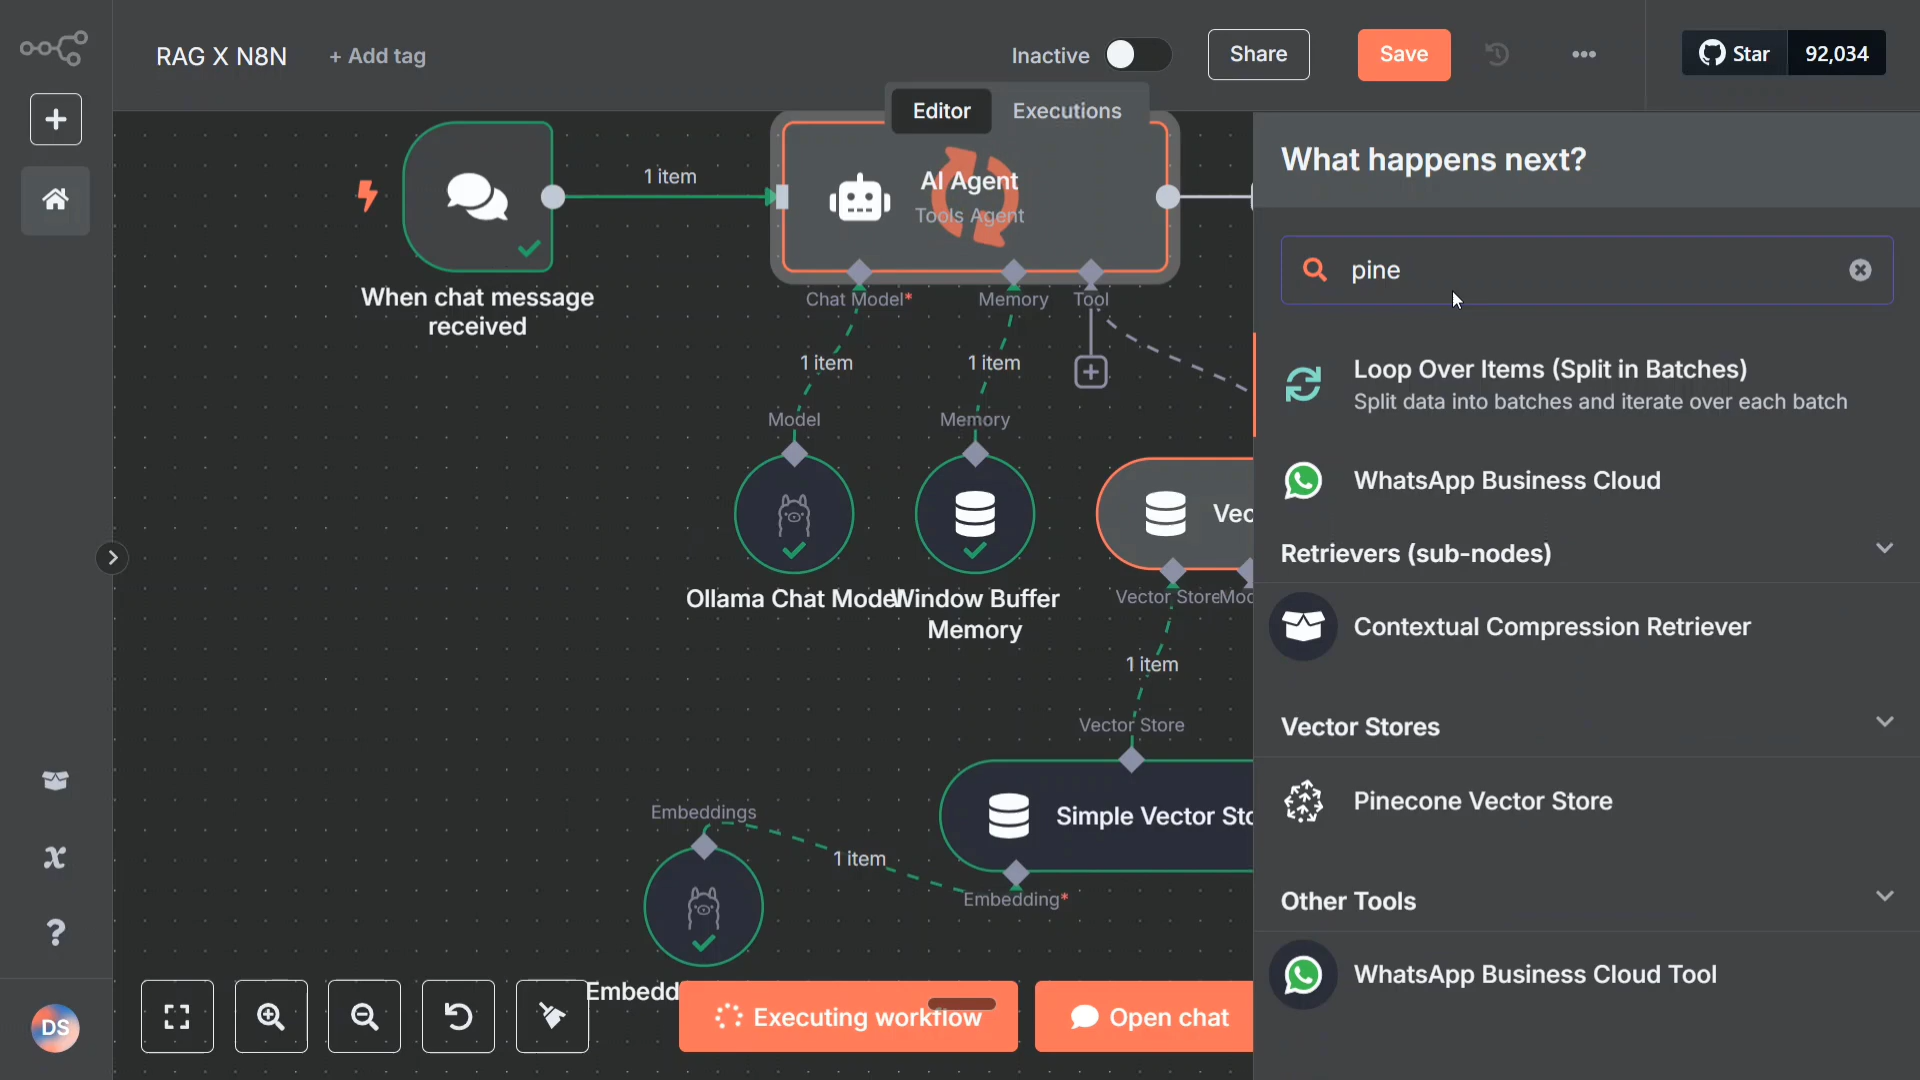 RAG X N8N
+ Add tag
Inactive
Share
Save
Star
92,034
Editor
Executions
1 item
AI Agent
Tools Agent
When chat message
received
Chat Model*
Memory
Tool
1 item
1 item
Model
Memory
Ollama Chat Model
Window Buffer
Memory
Vector Store
1 item
Vector Store
Simple Vector
Embeddings
1 item
Embedding*
Executing workflow
Open chat
DS
What happens next?
pine
Loop Over Items (Split in Batches)
Split data into batches and iterate over each batch
WhatsApp Business Cloud
Retrievers (sub-nodes)
Contextual Compression Retriever
Vector Stores
Pinecone Vector Store
Other Tools
WhatsApp Business Cloud Tool